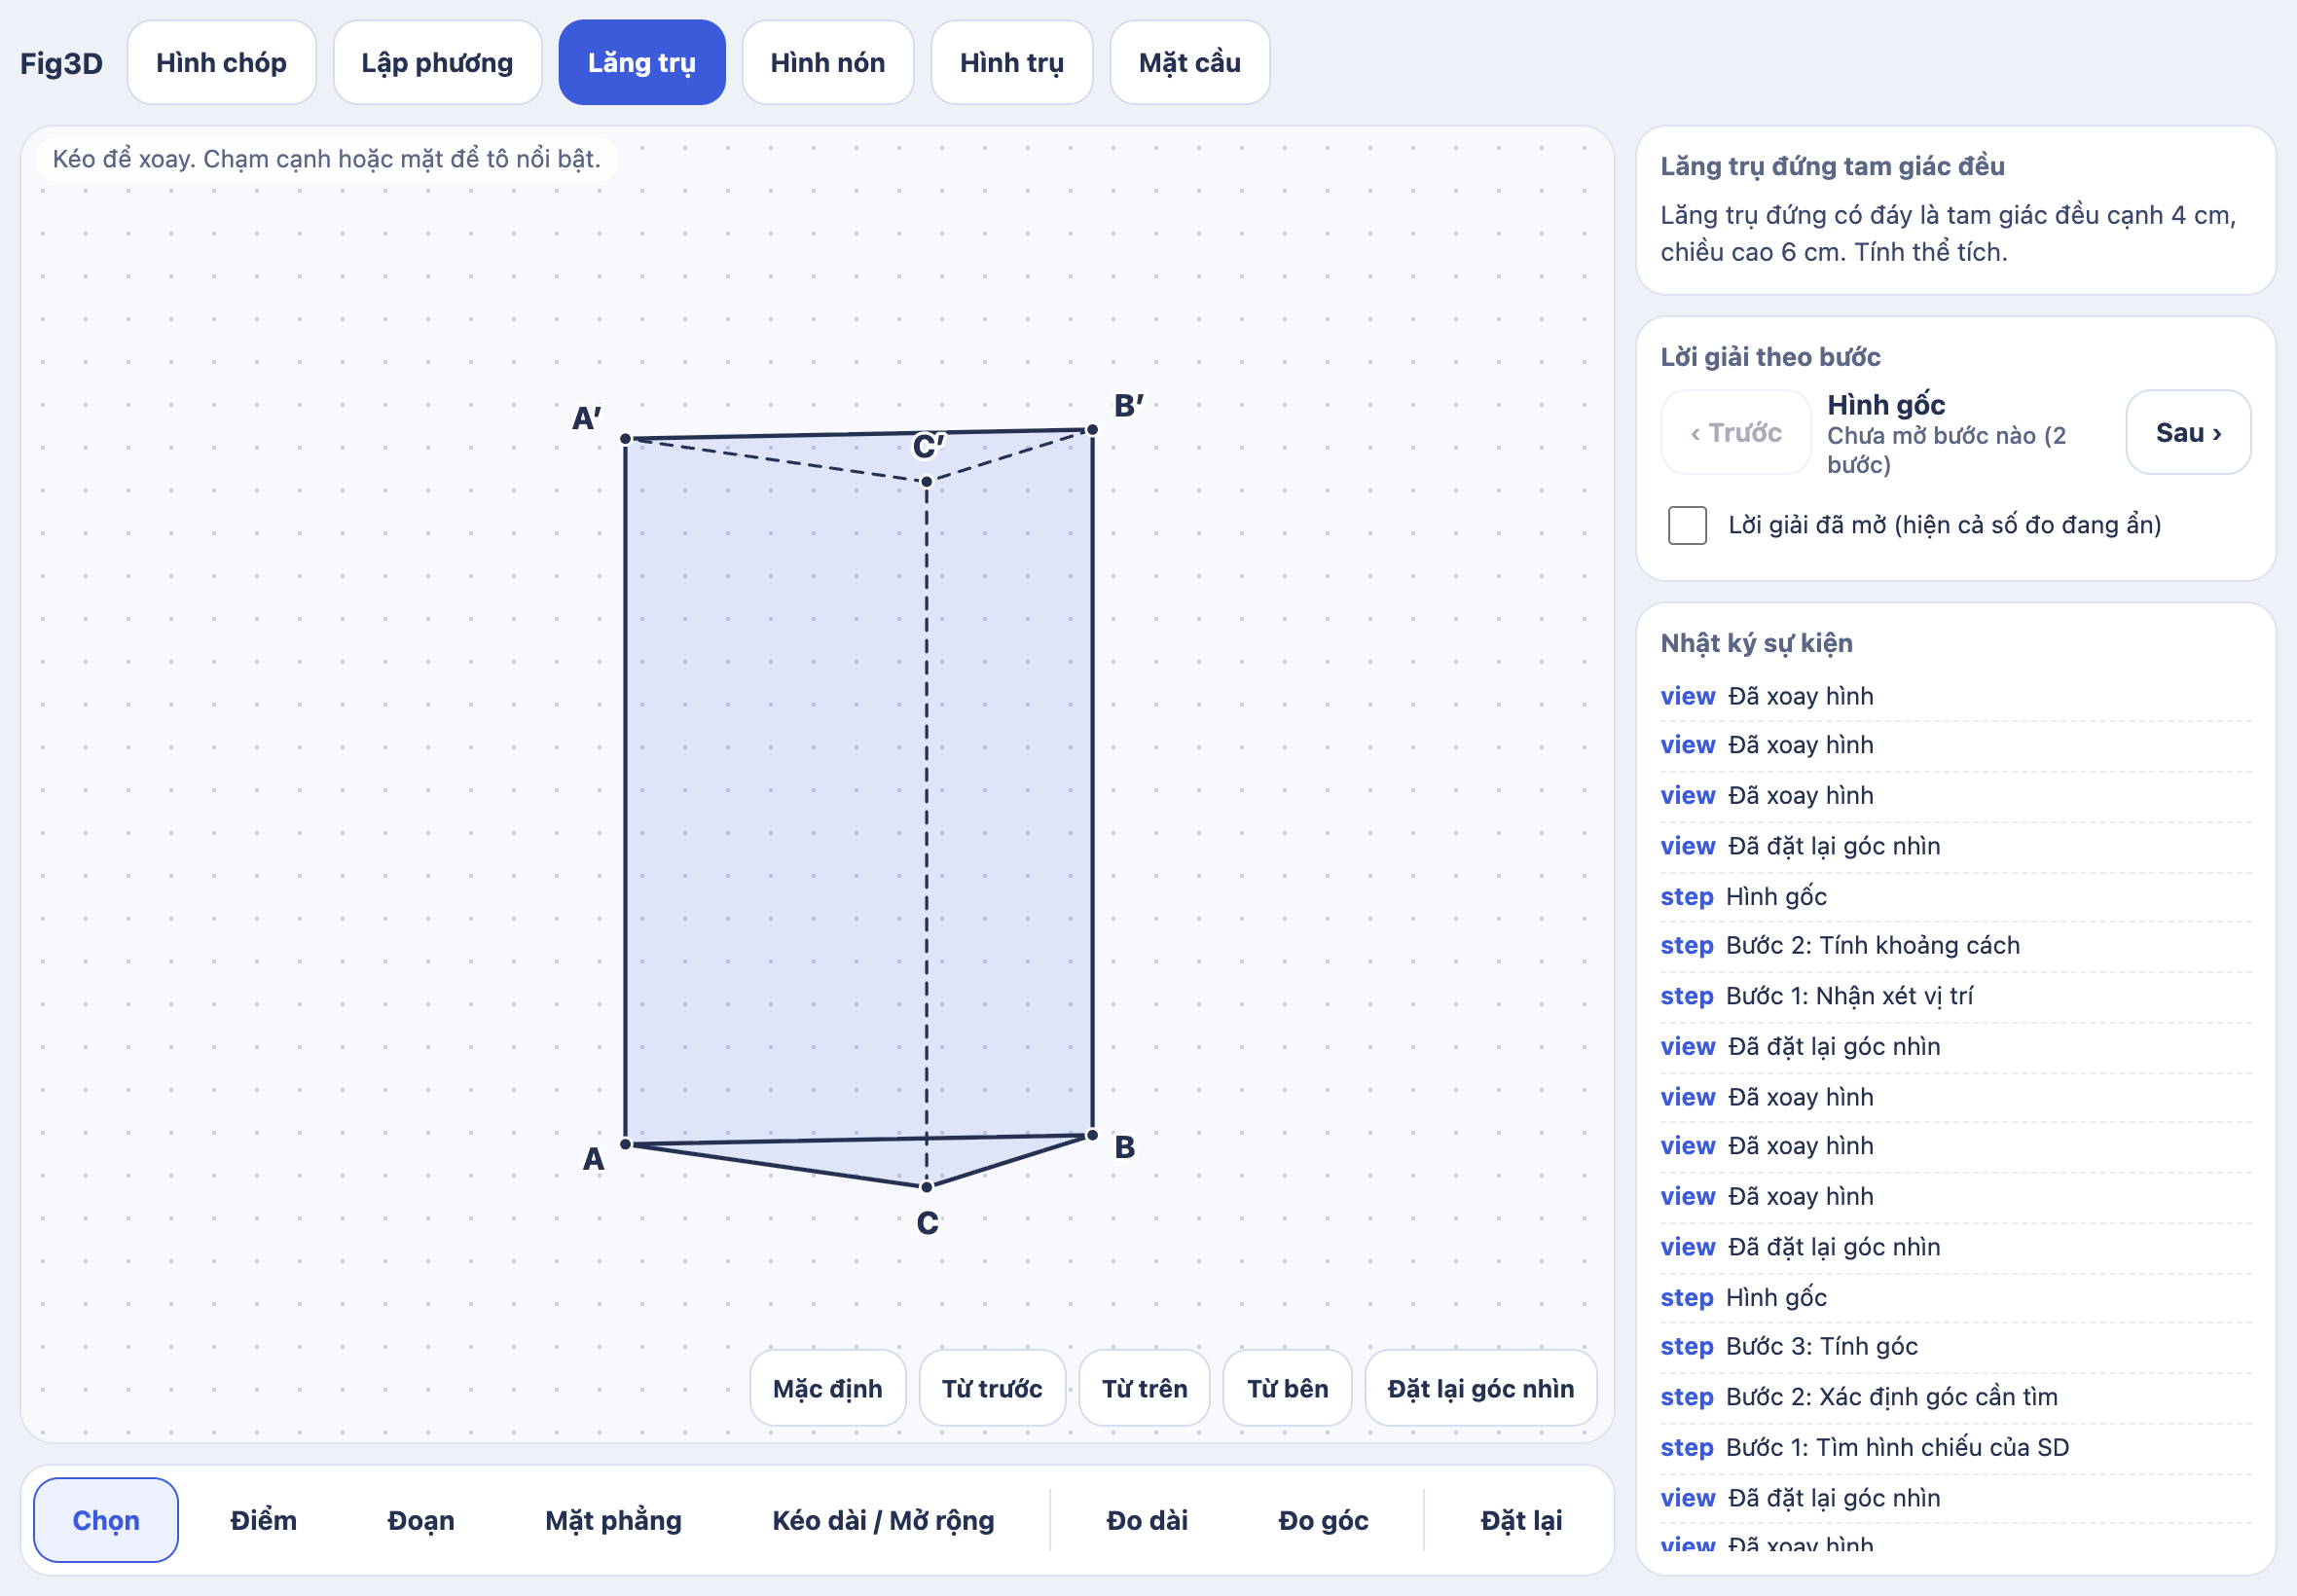 Fig3D
Hình chóp
Lập phương
Lăng trụ
Hình nón
Hình trụ
Mặt cầu
Kéo để xoay. Chạm cạnh hoặc mặt để tô nổi bật.
A′
B′
C′
A
B
C
Mặc định
Từ trước
Từ trên
Từ bên
Đặt lại góc nhìn
Chọn
Điểm
Đoạn
Mặt phẳng
Kéo dài / Mở rộng
Đo dài
Đo góc
Đặt lại
Lăng trụ đứng tam giác đều
Lăng trụ đứng có đáy là tam giác đều cạnh 4 cm,
chiều cao 6 cm. Tính thể tích.
Lời giải theo bước
‹ Trước
Hình gốc
Chưa mở bước nào (2
bước)
Sau ›
Lời giải đã mở (hiện cả số đo đang ẩn)
Nhật ký sự kiện
view Đã xoay hình
view Đã xoay hình
view Đã xoay hình
view Đã đặt lại góc nhìn
step Hình gốc
step Bước 2: Tính khoảng cách
step Bước 1: Nhận xét vị trí
view Đã đặt lại góc nhìn
view Đã xoay hình
view Đã xoay hình
view Đã xoay hình
view Đã đặt lại góc nhìn
step Hình gốc
step Bước 3: Tính góc
step Bước 2: Xác định góc cần tìm
step Bước 1: Tìm hình chiếu của SD
view Đã đặt lại góc nhìn
view Đã xoay hình